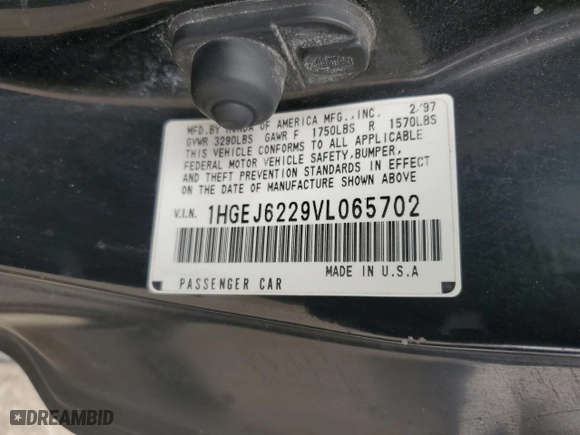 MFD. BY HONDA OF AMERICA MFG., INC. 2/97
GVWR 3290LBS GAWR F 1750LBS R 1570LBS
THIS VEHICLE CONFORMS TO ALL APPLICABLE
FEDERAL MOTOR VEHICLE SAFETY, BUMPER,
AND THEFT PREVENTION STANDARDS IN EFFECT
ON THE DATE OF MANUFACTURE SHOWN ABOVE
V.I.N. 1HGEJ6229VL065702
PASSENGER CAR MADE IN U.S.A
DREAMBID